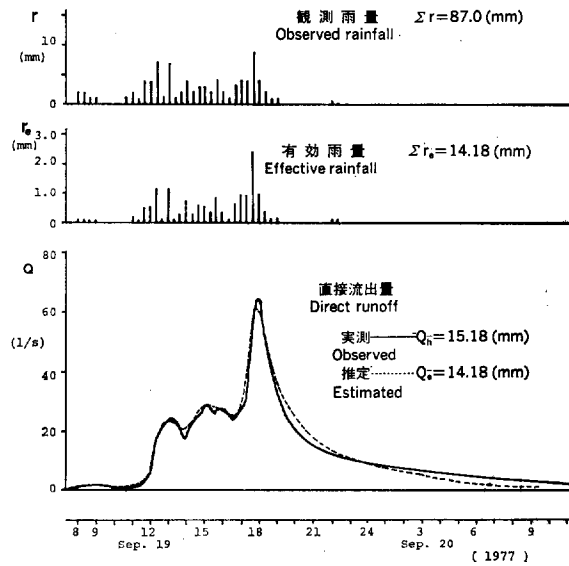 r
10
(mm)
0
観測雨量 Σr=87.0 (mm)
Observed rainfall
re
(mm)
3.0
2.0
1.0
0
有効雨量 Σre=14.18 (mm)
Effective rainfall
Q
80
60
(l/s)
40
20
0
直接流出量
Direct runoff
実測 Qh=15.18 (mm)
Observed
推定 Qe=14.18 (mm)
Estimated
8 9 12 15 18 21 24 3 6 9
Sep. 19 Sep. 20
(1977)